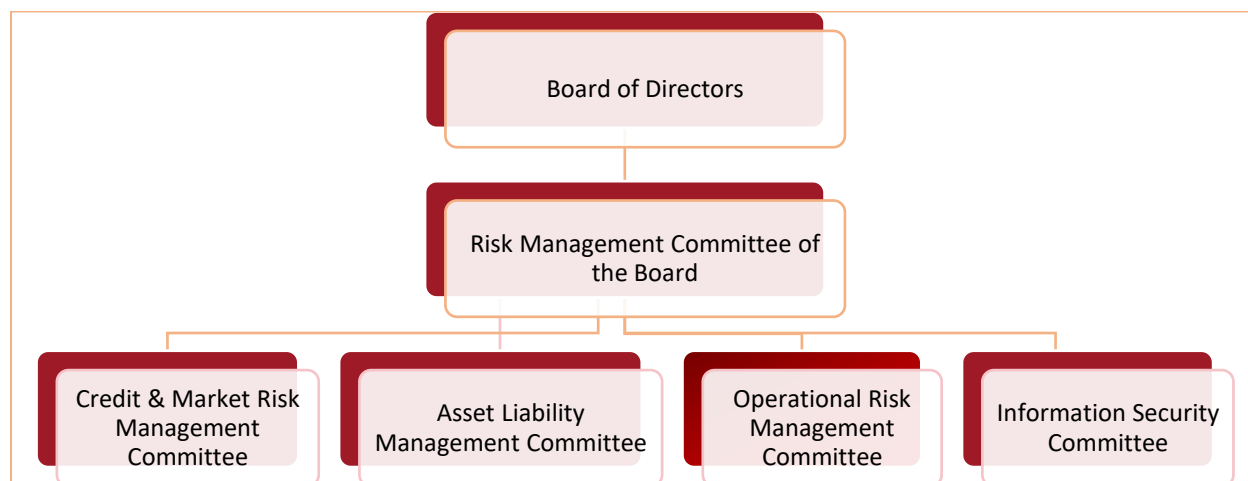 Board of Directors
Risk Management Committee of
the Board
Credit & Market Risk
Management
Committee
Asset Liability
Management Committee
Operational Risk
Management
Committee
Information Security
Committee